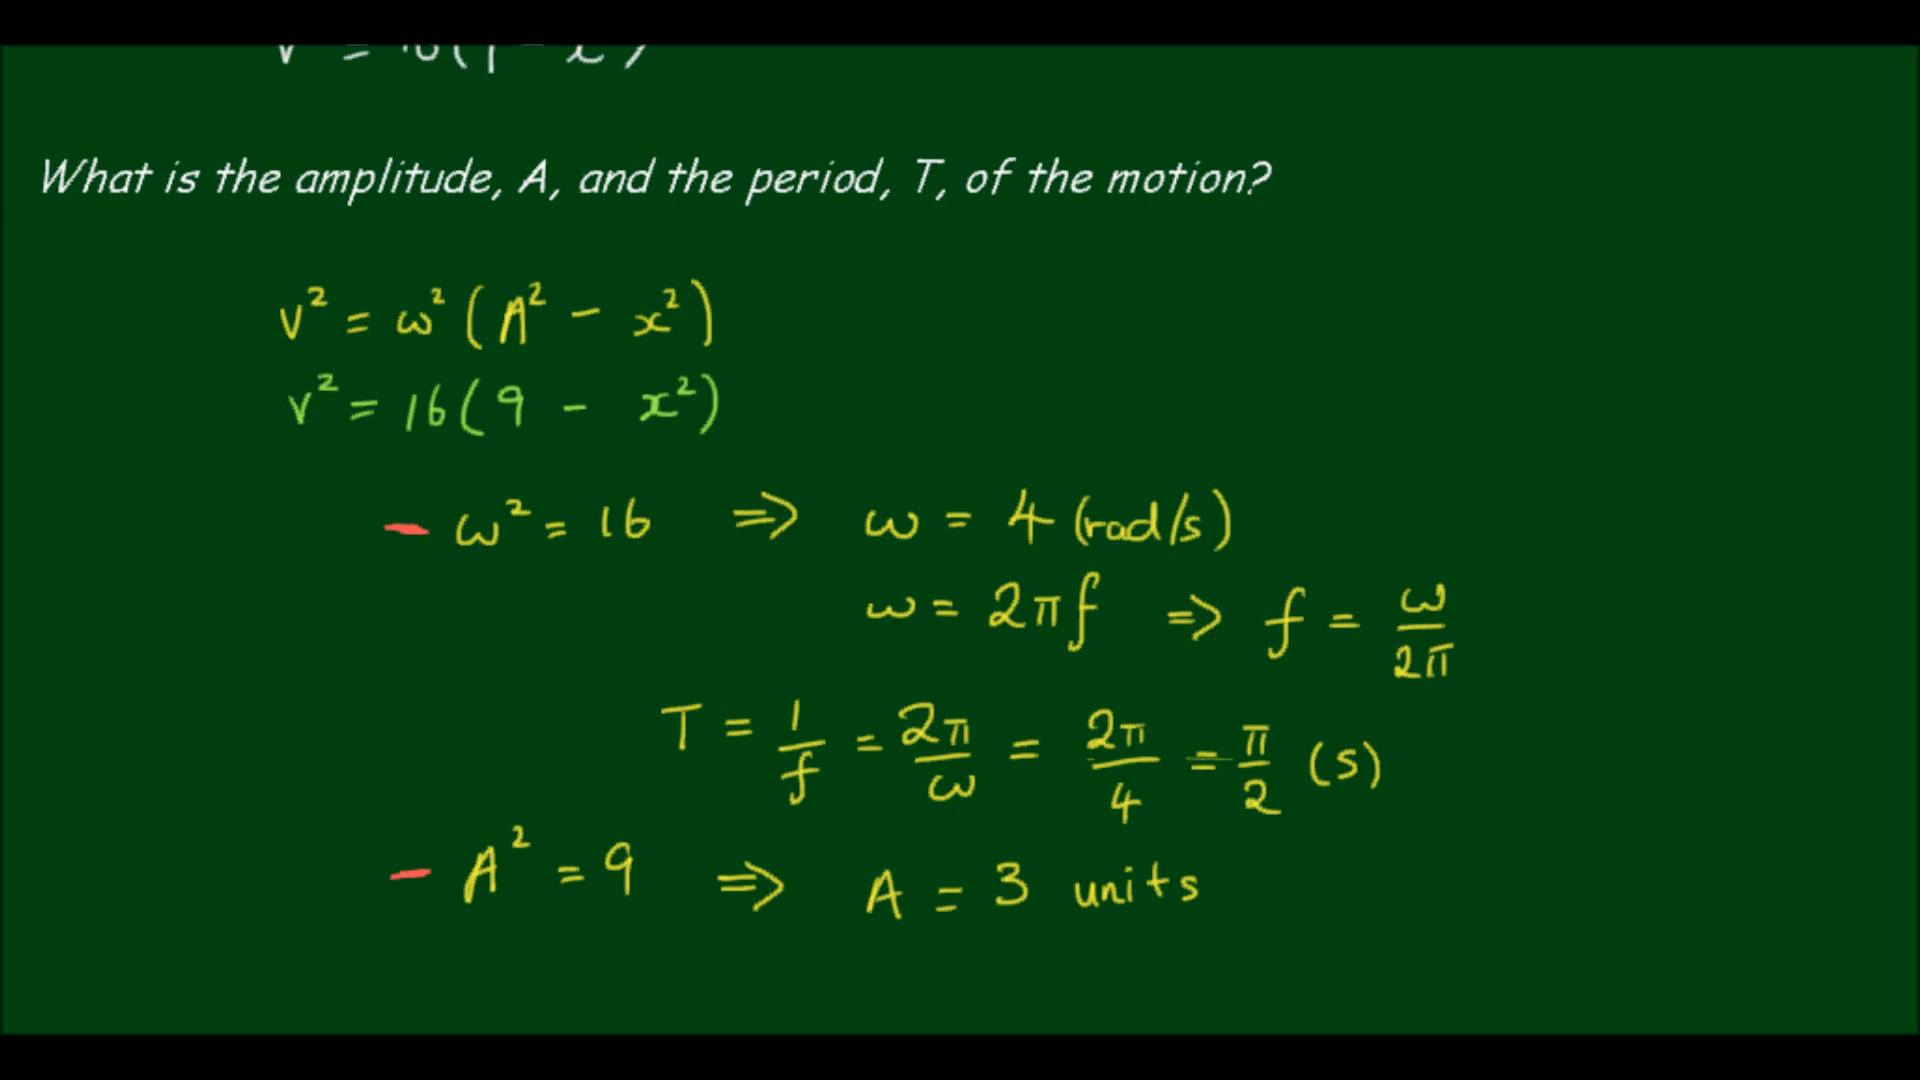 What is the amplitude, A, and the period, T, of the motion?
v² = ω² (A² − x²)
v² = 16(9 − x²)
− ω² = 16 ⇒ ω = 4 (rad/s)
ω = 2πf ⇒ f = ω/2π
T = 1/f = 2π/ω = 2π/4 = π/2 (s)
− A² = 9 ⇒ A = 3 units